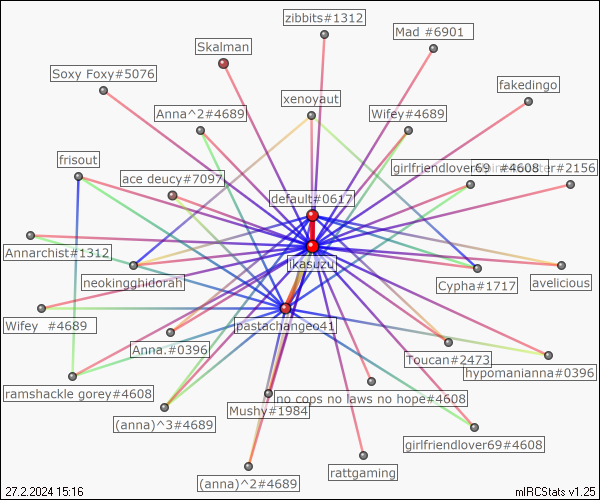 zibbits#1312
Mad #6901
Skalman
Soxy Foxy#5076
fakedingo
xenoyaut
Anna^2#4689
Wifey#4689
frisout
girlfriendlover69 #4608
#2156
ace deucy#7097
default#0617
Annarchist#1312
ikasuzu
neokingghidorah
Cypha#1717
avelicious
Wifey #4689
pastachangeo41
Anna.#0396
Toucan#2473
hypomanianna#0396
ramshackle gorey#4608
no cops no laws no hope#4608
Mushy#1984
(anna)^3#4689
girlfriendlover69#4608
rattgaming
(anna)^2#4689
27.2.2024 15:16
mIRCStats v1.25